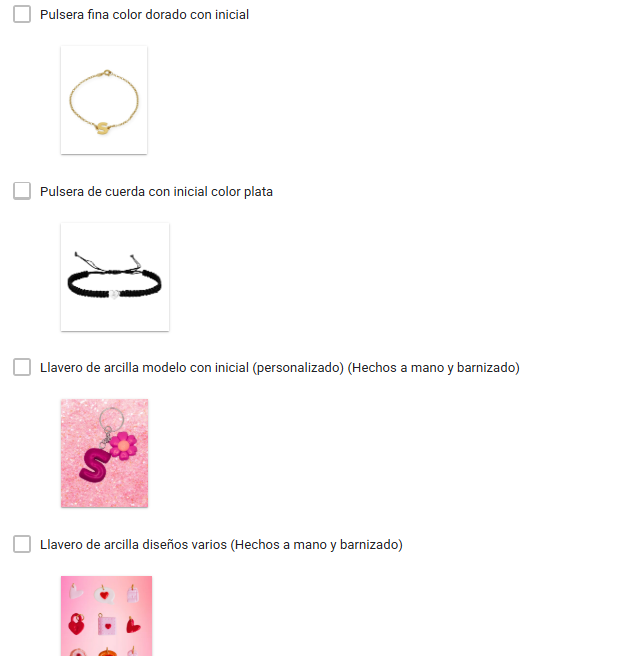 Pulsera fina color dorado con inicial
S
Pulsera de cuerda con inicial color plata
Llavero de arcilla modelo con inicial (personalizado) (Hechos a mano y barnizado)
S
Llavero de arcilla diseños varios (Hechos a mano y barnizado)